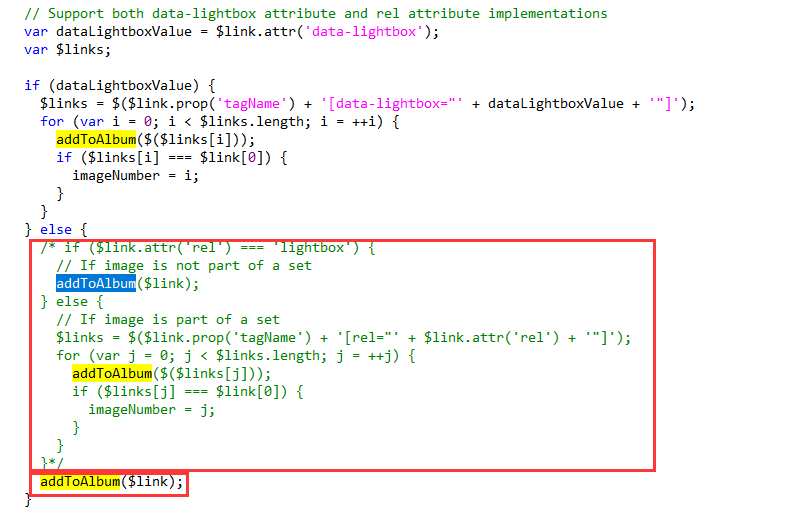 // Support both data-lightbox attribute and rel attribute implementations
var dataLightboxValue = $link.attr('data-lightbox');
var $links;

if (dataLightboxValue) {
  $links = $($link.prop('tagName') + '[data-lightbox="' + dataLightboxValue + '"]');
  for (var i = 0; i < $links.length; i = ++i) {
    addToAlbum($($links[i]));
    if ($links[i] === $link[0]) {
      imageNumber = i;
    }
  }
} else {
  /* if ($link.attr('rel') === 'lightbox') {
    // If image is not part of a set
    addToAlbum($link);
  } else {
    // If image is part of a set
    $links = $($link.prop('tagName') + '[rel="' + $link.attr('rel') + '"]');
    for (var j = 0; j < $links.length; j = ++j) {
      addToAlbum($($links[j]));
      if ($links[j] === $link[0]) {
        imageNumber = j;
      }
    }
  }*/
  addToAlbum($link);
}